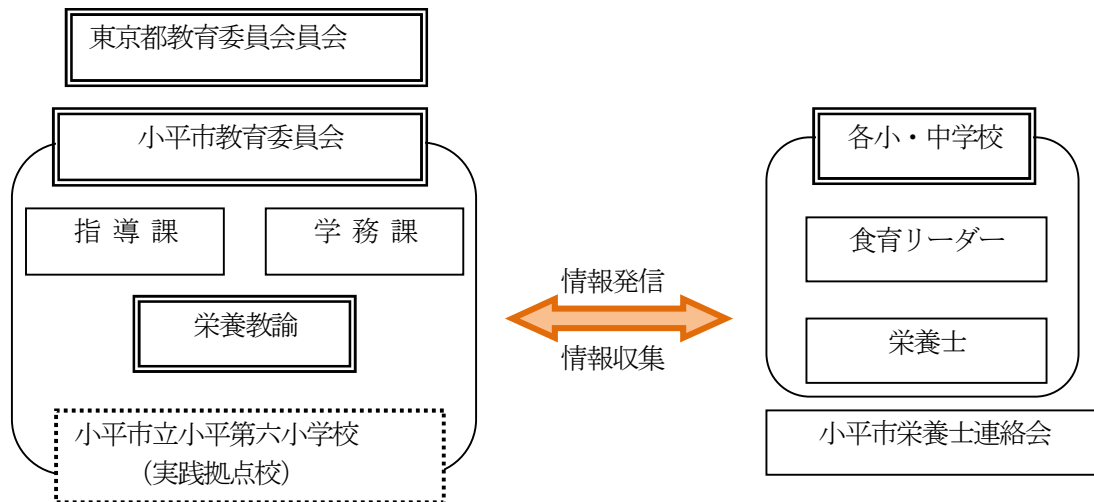 東京都教育委員会員会
小平市教育委員会
指 導 課
学 務 課
栄養教諭
小平市立小平第六小学校
（実践拠点校）
情報発信
情報収集
各小・中学校
食育リーダー
栄養士
小平市栄養士連絡会